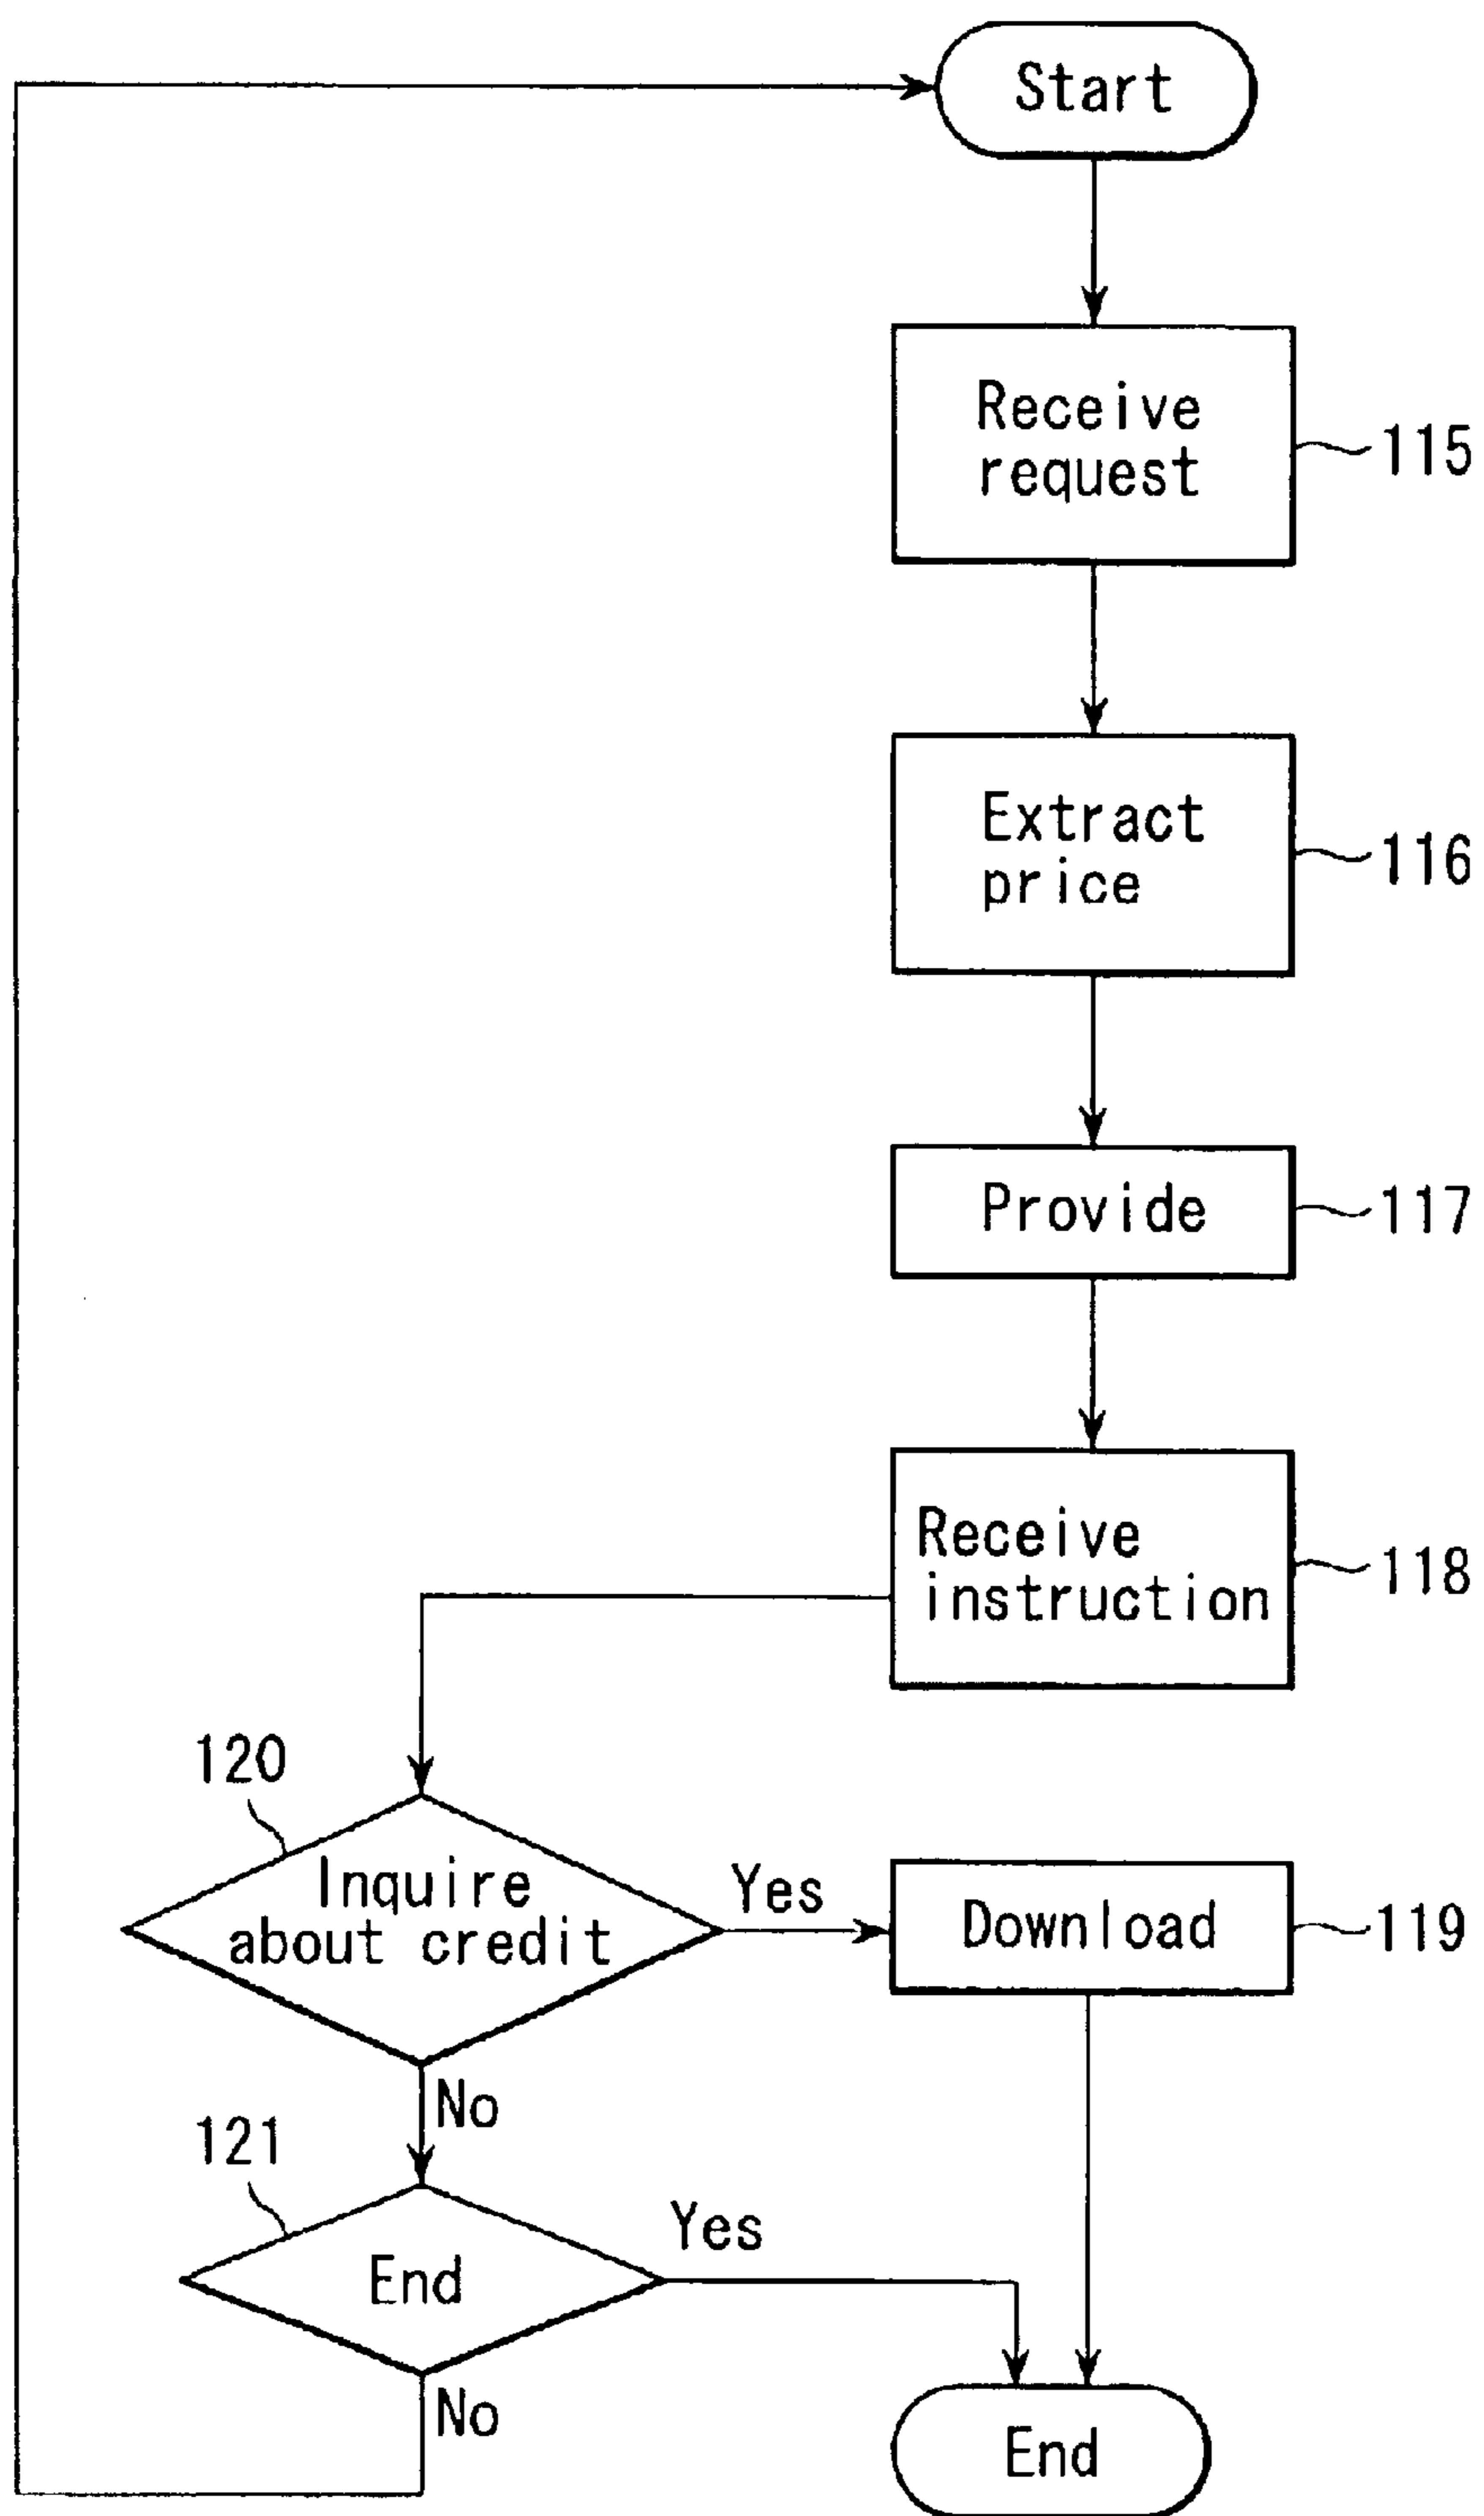 Start
Receive
request
115
Extract
price
116
Provide
117
Receive
instruction
118
120
Inquire
about credit
Yes
Download
119
No
121
End
Yes
No
End